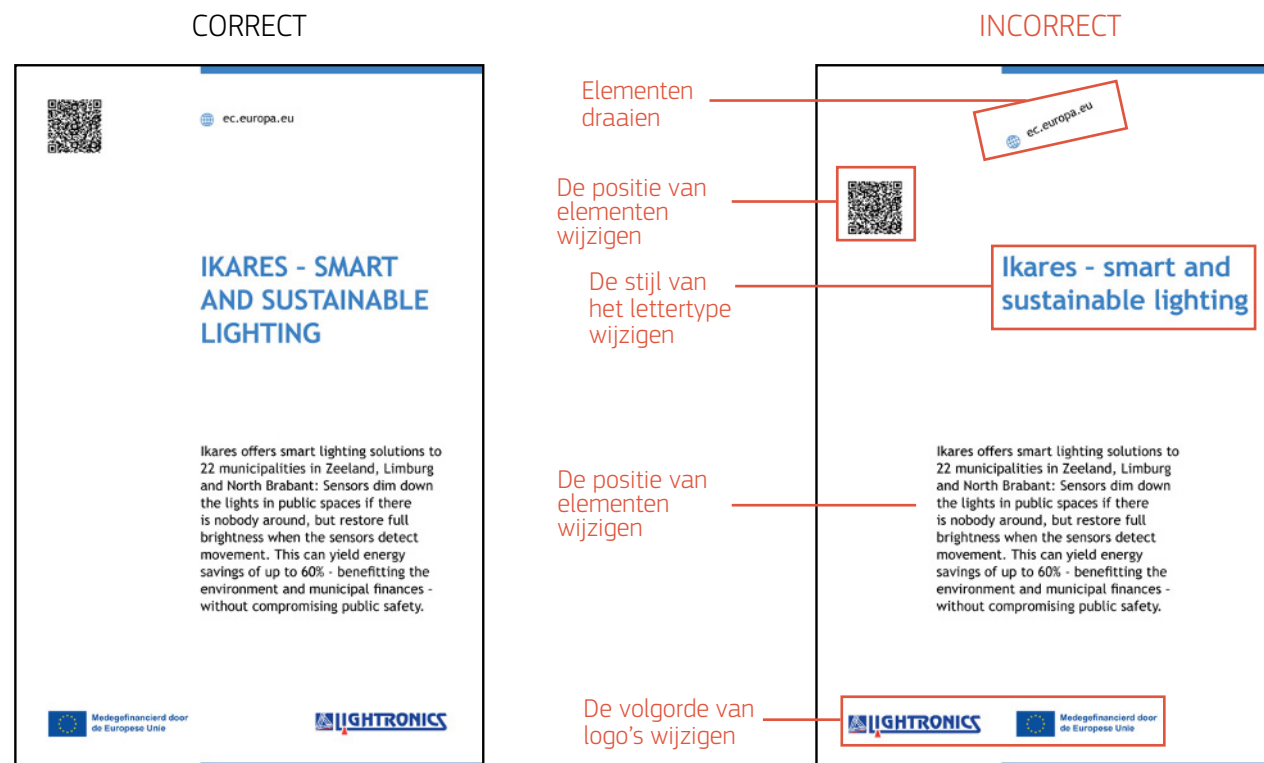 CORRECT
ec.europa.eu
IKARES - SMART
AND SUSTAINABLE
LIGHTING
Ikares offers smart lighting solutions to
22 municipalities in Zeeland, Limburg
and North Brabant: Sensors dim down
the lights in public spaces if there
is nobody around, but restore full
brightness when the sensors detect
movement. This can yield energy
savings of up to 60% - benefitting the
environment and municipal finances -
without compromising public safety.
Medegefinancierd door
de Europese Unie
LIGHTRONICS
Elementen
draaien
De positie van
elementen
wijzigen
De stijl van
het lettertype
wijzigen
De positie van
elementen
wijzigen
De volgorde van
logo's wijzigen
INCORRECT
ec.europa.eu
Ikares - smart and
sustainable lighting
Ikares offers smart lighting solutions to
22 municipalities in Zeeland, Limburg
and North Brabant: Sensors dim down
the lights in public spaces if there
is nobody around, but restore full
brightness when the sensors detect
movement. This can yield energy
savings of up to 60% - benefitting the
environment and municipal finances -
without compromising public safety.
LIGHTRONICS
Medegefinancierd door
de Europese Unie